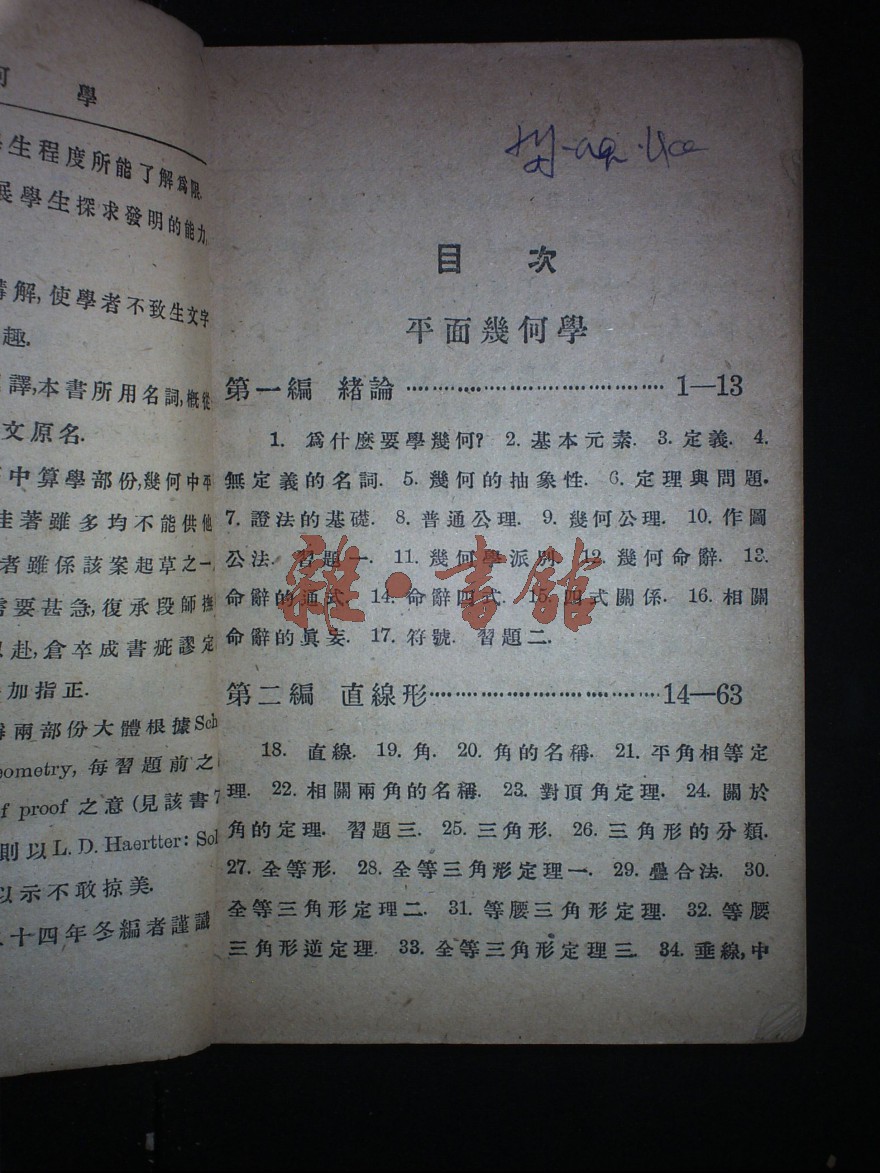 何學
生程度所能了解爲限.
展學生探求發明的能力,
講解, 使學者不致生文字
趣.
譯, 本書所用名詞, 概從
文原名.
中算學部份, 幾何中平
佳著雖多均不能供他
者雖係該案起草之一,
需要甚急, 復承段師撫
赴, 倉卒成書疵謬定
加指正.
兩部份大體根據Sch
eometry, 每習題前之
f proof 之意 (見該書7
則以L. D. Haertter: Sol
以示不敢掠美.
十四年冬編者謹識
目 次
平面幾何學
第一編 緒論 ································ 1—13
1. 爲什麽要學幾何? 2. 基本元素. 3. 定義. 4.
無定義的名詞. 5. 幾何的抽象性. 6. 定理與問題.
7. 證法的基礎. 8. 普通公理. 9. 幾何公理. 10. 作圖
公法. 習題一. 11. 幾何學派別. 12. 幾何命辭. 13.
命辭的通式. 14. 命辭四式. 15. 四式關係. 16. 相關
命辭的眞妄. 17. 符號. 習題二.
雜·書館
第二編 直線形 ····························· 14—63
18. 直線. 19. 角. 20. 角的名稱. 21. 平角相等定
理. 22. 相關兩角的名稱. 23. 對頂角定理. 24. 關於
角的定理. 習題三. 25. 三角形. 26. 三角形的分類.
27. 全等形. 28. 全等三角形定理一. 29. 疊合法. 30.
全等三角形定理二. 31. 等腰三角形定理. 32. 等腰
三角形逆定理. 33. 全等三角形定理三. 34. 垂線, 中